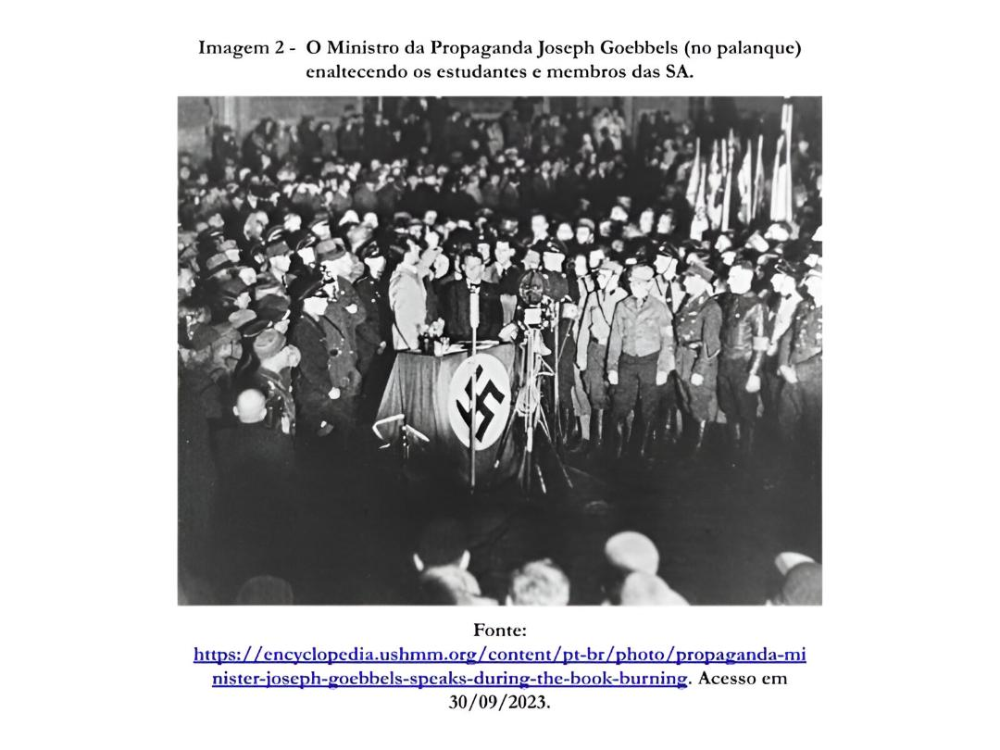 Imagem 2 - O Ministro da Propaganda Joseph Goebbels (no palanque)
enaltecendo os estudantes e membros das SA.
Fonte:
https://encyclopedia.ushmm.org/content/pt-br/photo/propaganda-mi
nister-joseph-goebbels-speaks-during-the-book-burning. Acesso em
30/09/2023.